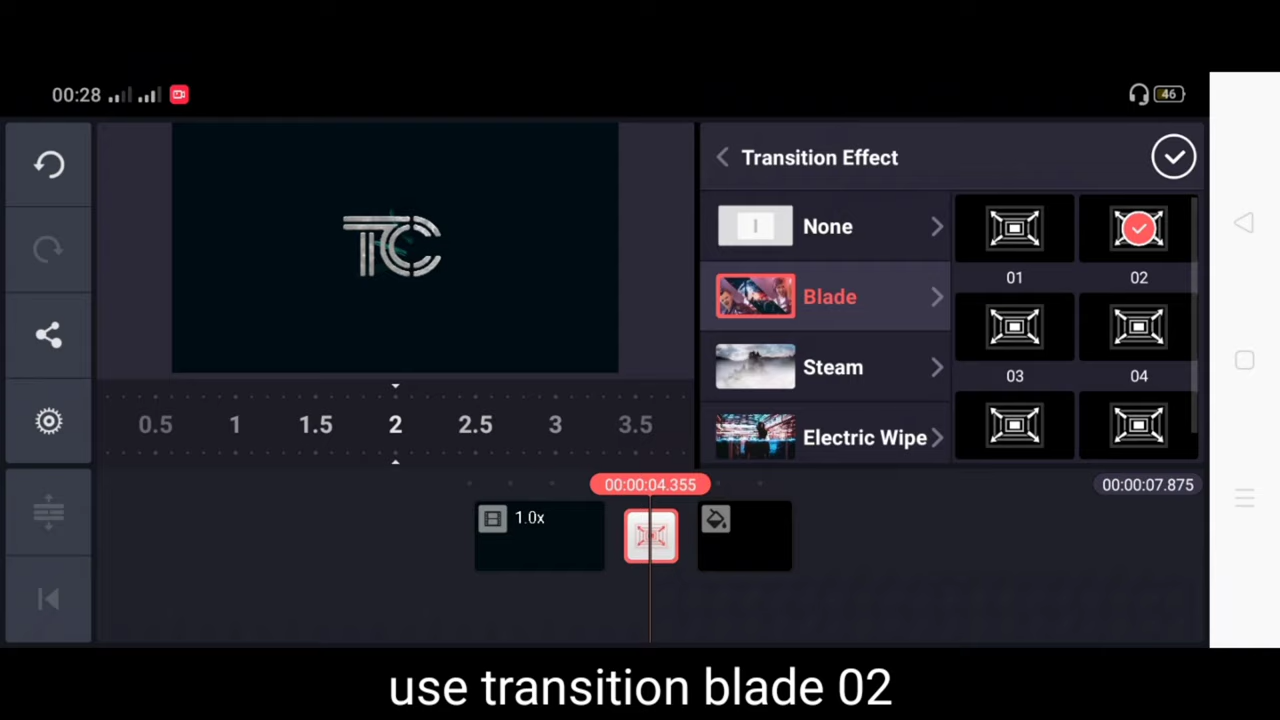 00:28
46
TC
Transition Effect
None
01
02
Blade
03
04
Steam
Electric Wipe
0.5 1 1.5 2 2.5 3 3.5
00:00:04.355
00:00:07.875
1.0x
use transition blade 02